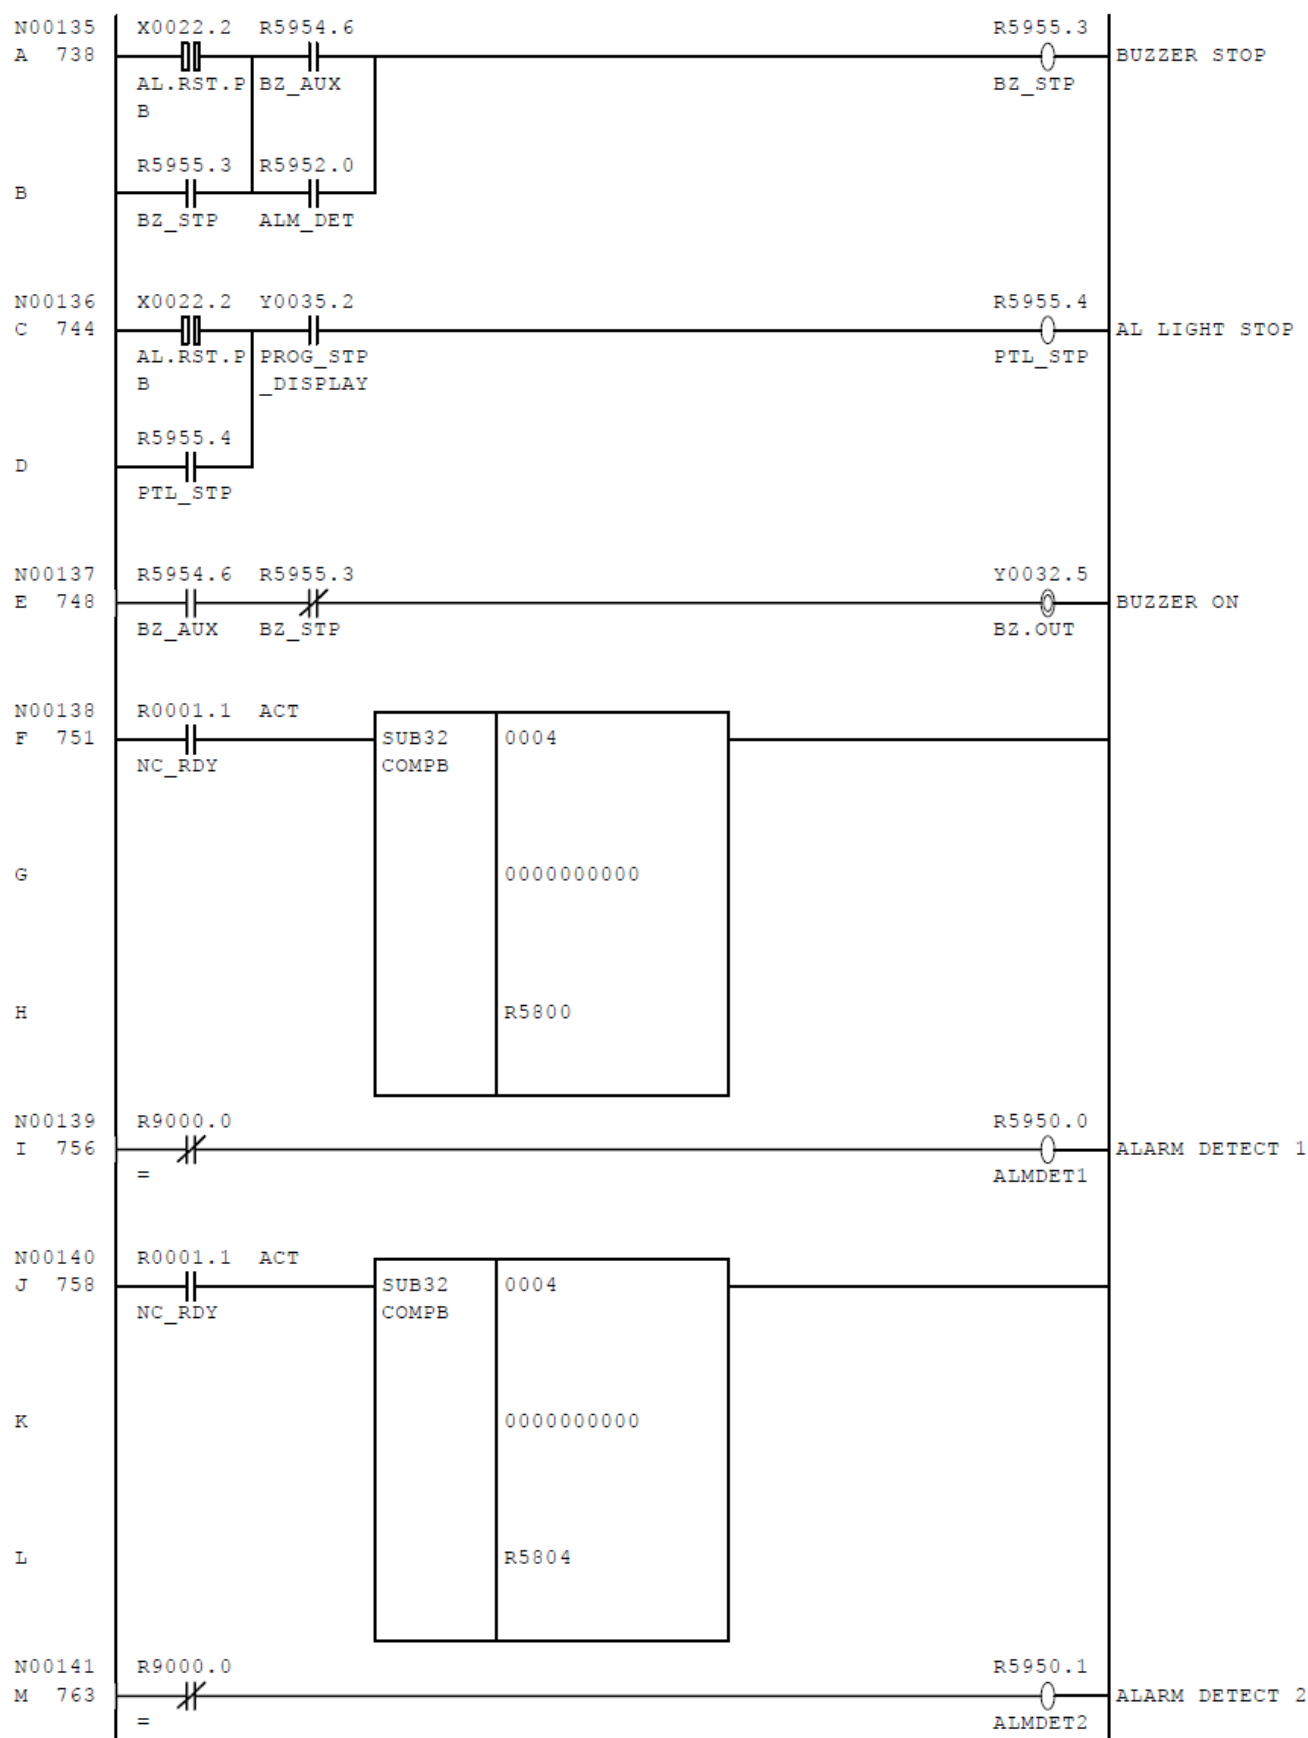 N00135 X0022.2 R5954.6 R5955.3
A 738 BUZZER STOP
AL.RST.P BZ_AUX BZ_STP
B
R5955.3 R5952.0
B
BZ_STP ALM_DET
N00136 X0022.2 Y0035.2 R5955.4
C 744 AL LIGHT STOP
AL.RST.P PROG_STP PTL_STP
B _DISPLAY
R5955.4
D
PTL_STP
N00137 R5954.6 R5955.3 Y0032.5
E 748 BUZZER ON
BZ_AUX BZ_STP BZ.OUT
N00138 R0001.1 ACT
F 751 SUB32 0004
NC_RDY COMPB
G 0000000000
H R5800
N00139 R9000.0 R5950.0
I 756 ALARM DETECT 1
= ALMDET1
N00140 R0001.1 ACT
J 758 SUB32 0004
NC_RDY COMPB
K 0000000000
L R5804
N00141 R9000.0 R5950.1
M 763 ALARM DETECT 2
= ALMDET2